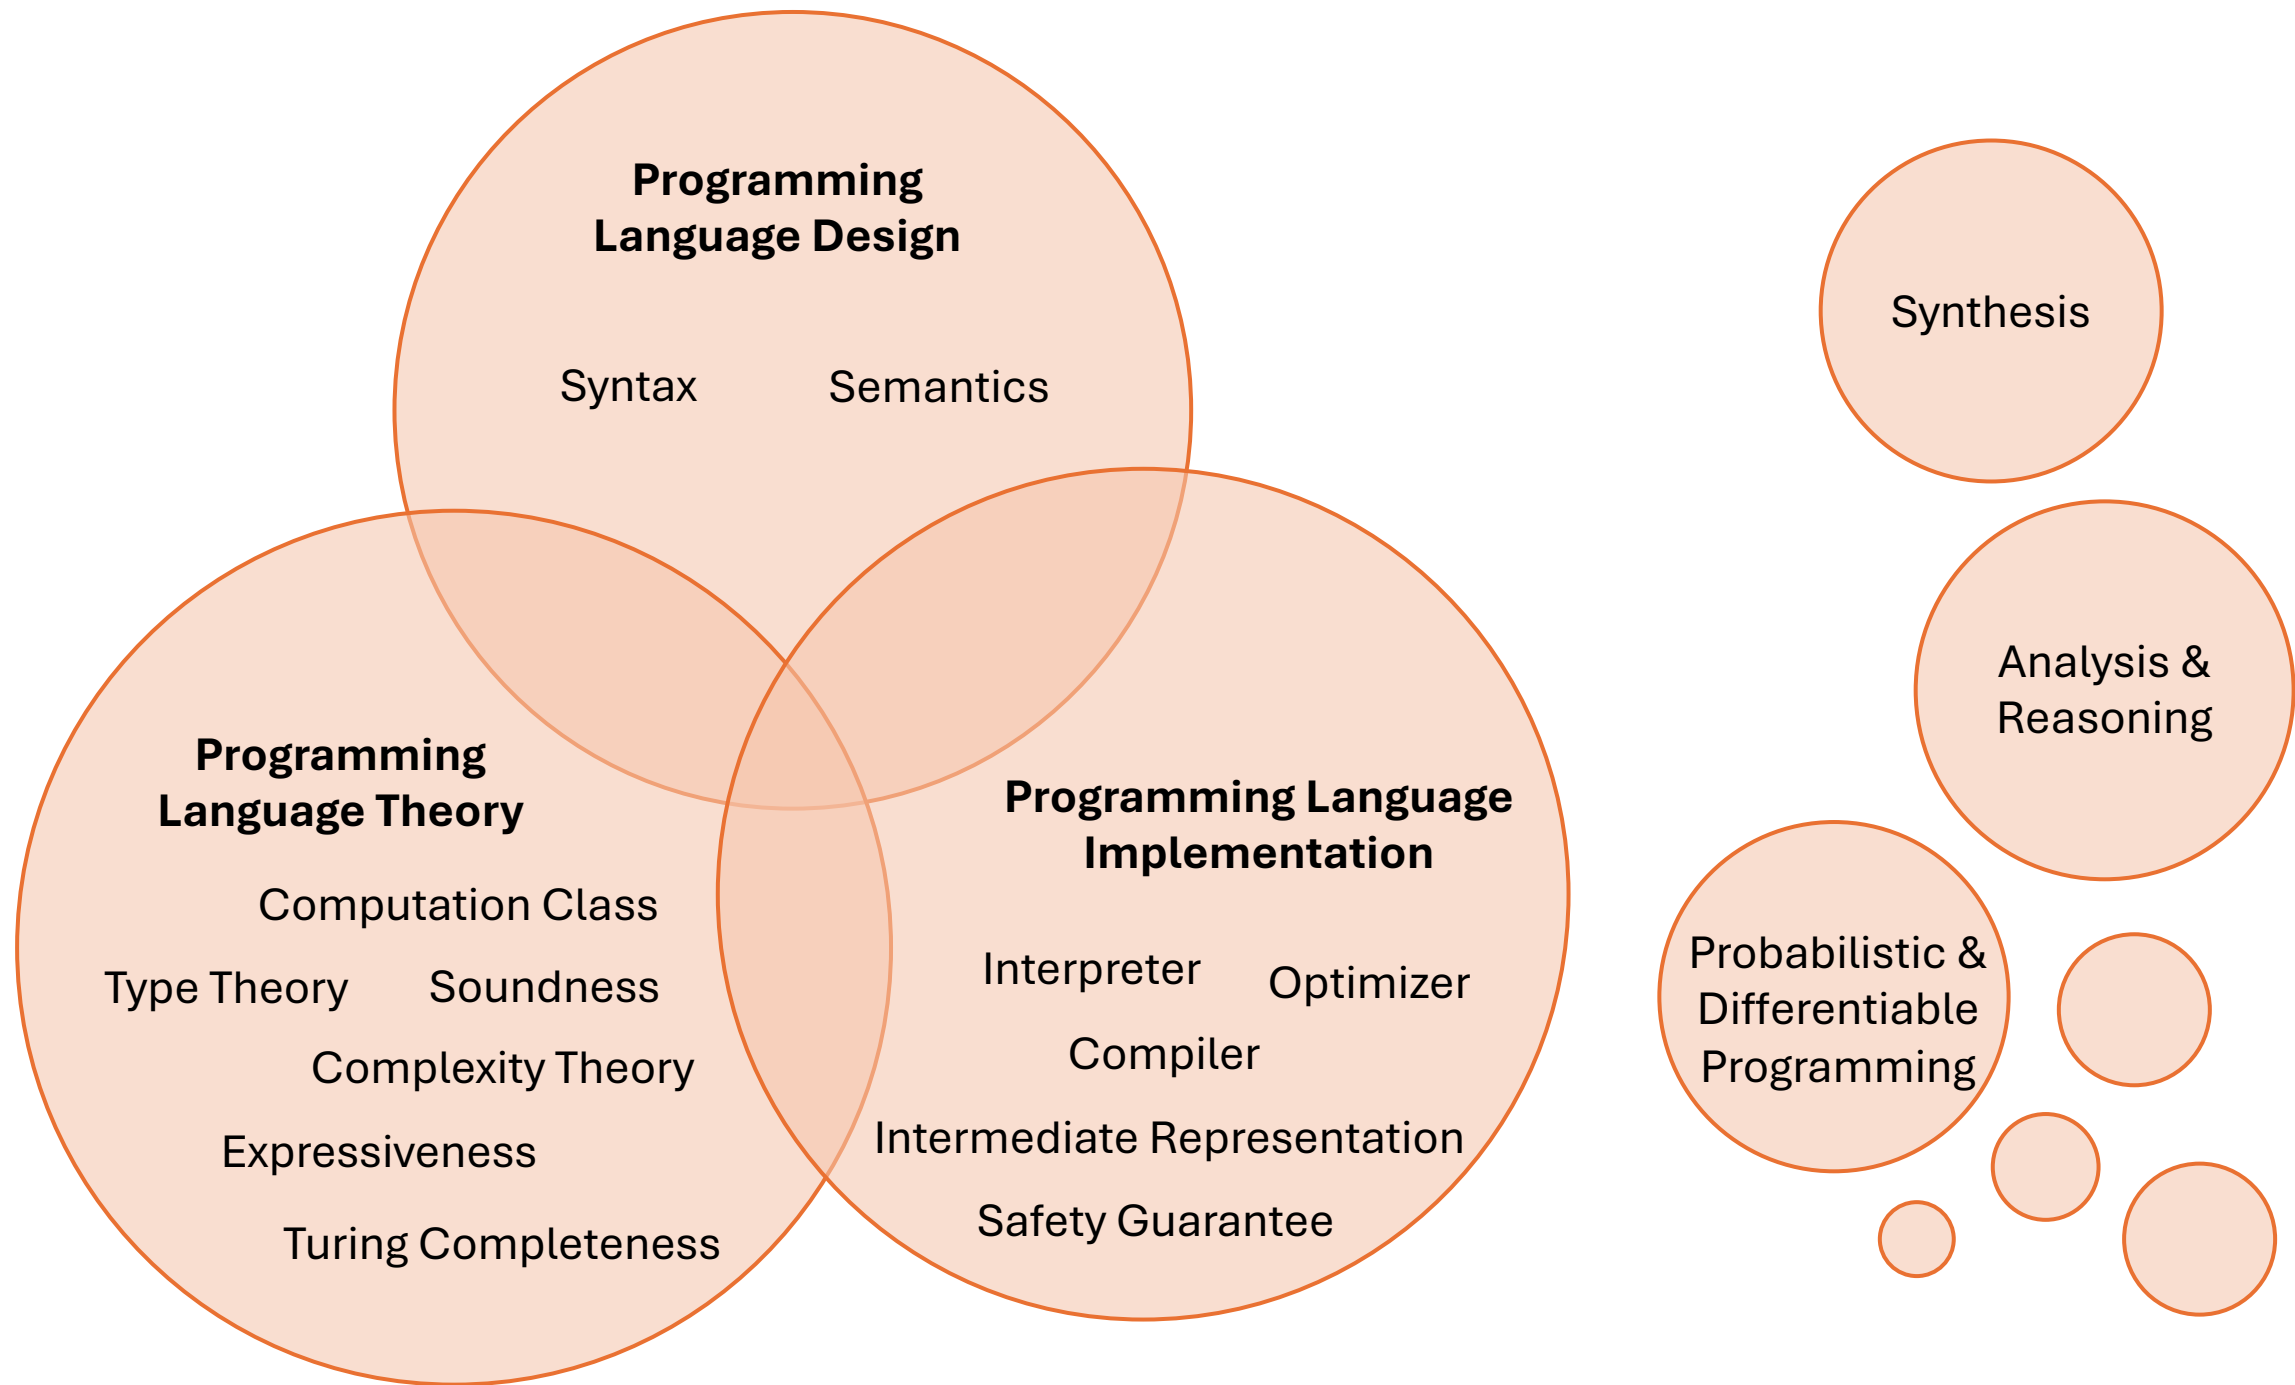 Programming
Language Design
Syntax
Semantics
Programming
Language Theory
Computation Class
Type Theory
Soundness
Complexity Theory
Expressiveness
Turing Completeness
Programming Language
Implementation
Interpreter
Optimizer
Compiler
Intermediate Representation
Safety Guarantee
Synthesis
Analysis &
Reasoning
Probabilistic &
Differentiable
Programming